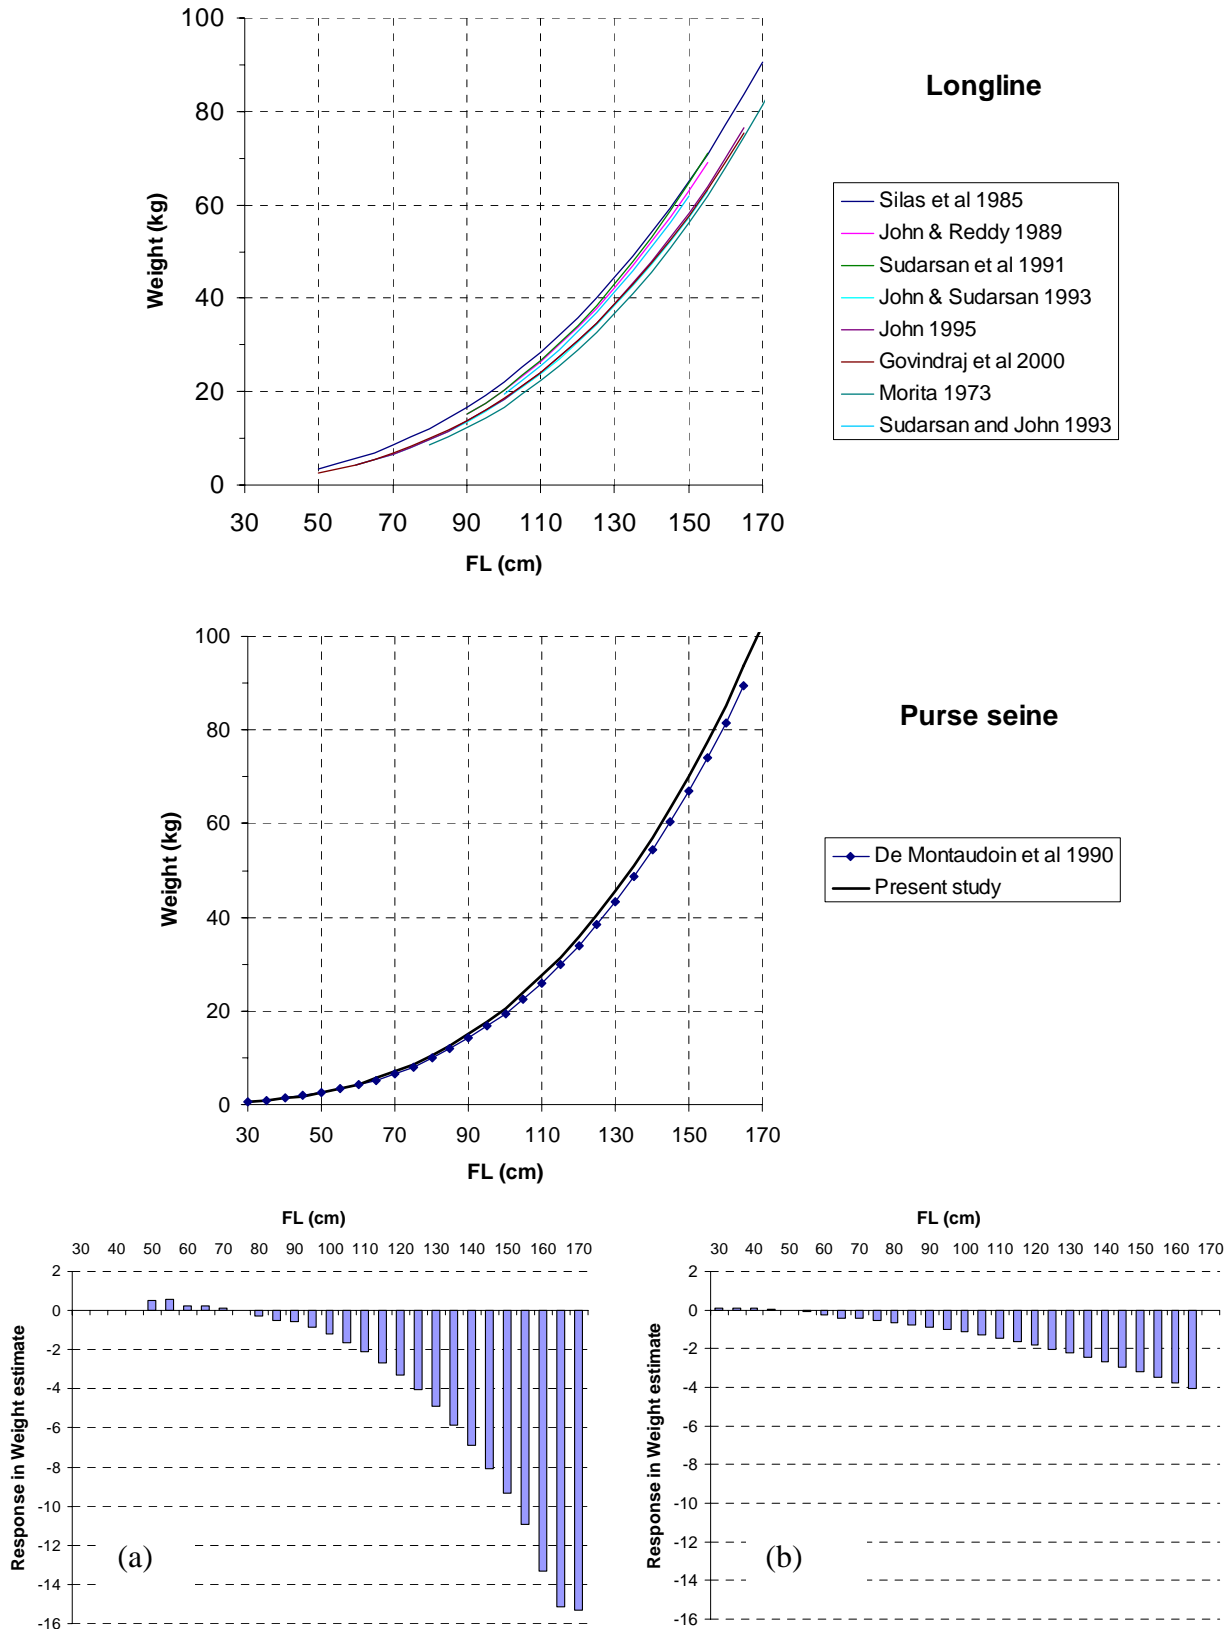 Longline
Weight (kg)
100
80
60
40
20
0
30 50 70 90 110 130 150 170
FL (cm)
Silas et al 1985
John & Reddy 1989
Sudarsan et al 1991
John & Sudarsan 1993
John 1995
Govindraj et al 2000
Morita 1973
Sudarsan and John 1993
Purse seine
Weight (kg)
100
80
60
40
20
0
30 50 70 90 110 130 150 170
FL (cm)
De Montaudoin et al 1990
Present study
FL (cm)
30 40 50 60 70 80 90 100 110 120 130 140 150 160 170
Response in Weight estimate
2
0
-2
-4
-6
-8
-10
-12
-14
-16
(a)
FL (cm)
30 40 50 60 70 80 90 100 110 120 130 140 150 160 170
Response in Weight estimate
2
0
-2
-4
-6
-8
-10
-12
-14
-16
(b)